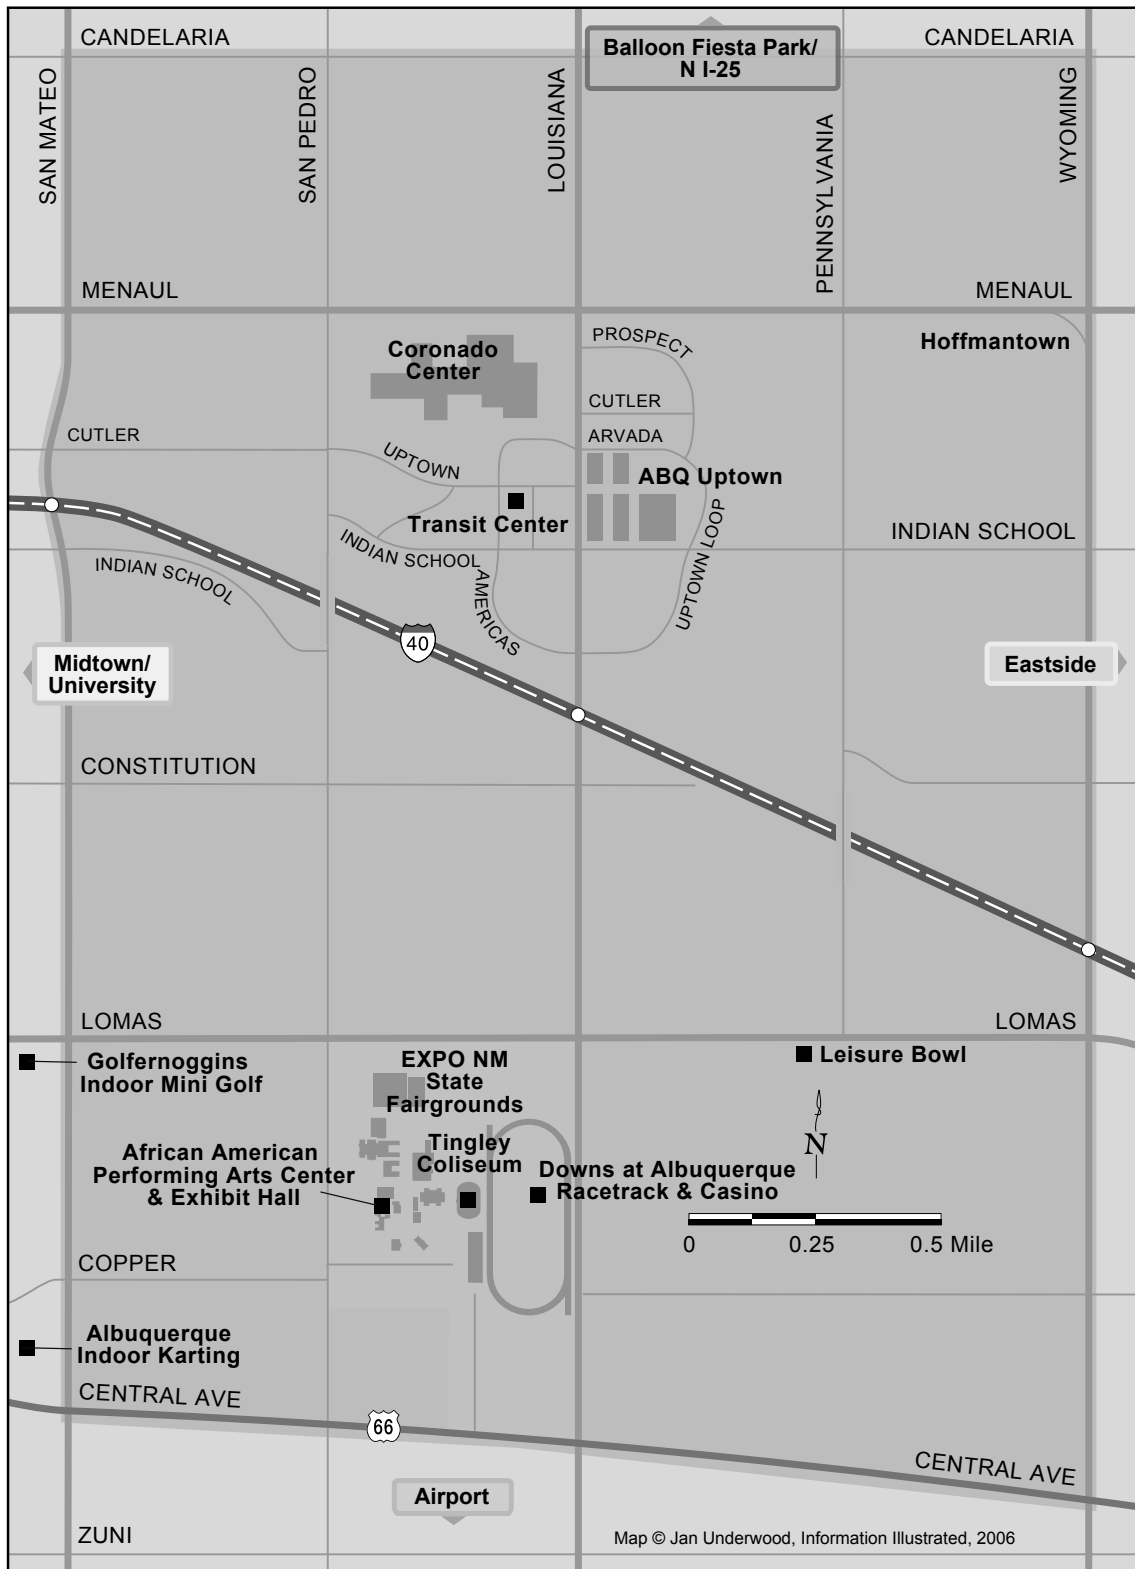 CANDELARIA
Balloon Fiesta Park/
N I-25
CANDELARIA
SAN MATEO
SAN PEDRO
LOUISIANA
PENNSYLVANIA
WYOMING
MENAUL
MENAUL
Coronado
Center
PROSPECT
Hoffmantown
CUTLER
CUTLER
ARVADA
UPTOWN
ABQ Uptown
Transit Center
INDIAN SCHOOL
INDIAN SCHOOL
INDIAN SCHOOL
AMERICAS
UPTOWN LOOP
40
Midtown/
University
Eastside
CONSTITUTION
LOMAS
LOMAS
Golfernoggins
Indoor Mini Golf
EXPO NM
State
Fairgrounds
Leisure Bowl
African American
Performing Arts Center
& Exhibit Hall
Tingley
Coliseum
Downs at Albuquerque
Racetrack & Casino
N
0 0.25 0.5 Mile
COPPER
Albuquerque
Indoor Karting
CENTRAL AVE
66
CENTRAL AVE
Airport
ZUNI
Map © Jan Underwood, Information Illustrated, 2006